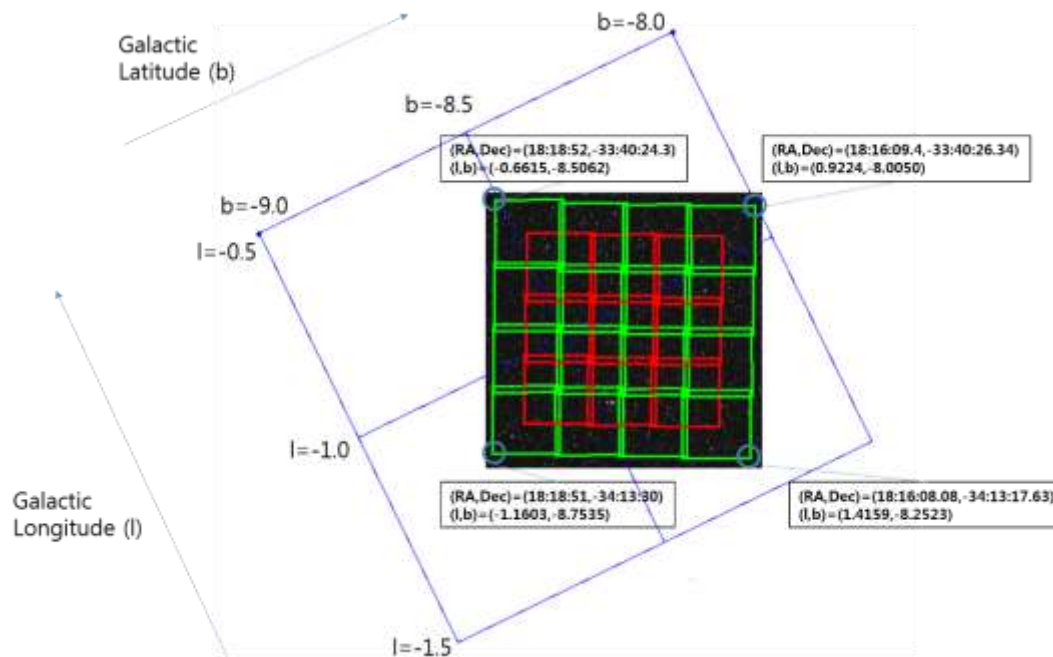 b=-8.0
Galactic
Latitude (b)
b=-8.5
(RA,Dec)=(18:18:52,-33:40:24.3)
(l,b)=(-0.6615,-8.5062)
(RA,Dec)=(18:16:09.4,-33:40:26.34)
(l,b)=(0.9224,-8.0050)
b=-9.0
l=-0.5
l=-1.0
Galactic
Longitude (l)
(RA,Dec)=(18:18:51,-34:13:30)
(l,b)=(-1.1603,-8.7535)
(RA,Dec)=(18:16:08.08,-34:13:17.63)
(l,b)=(1.4159,-8.2523)
l=-1.5